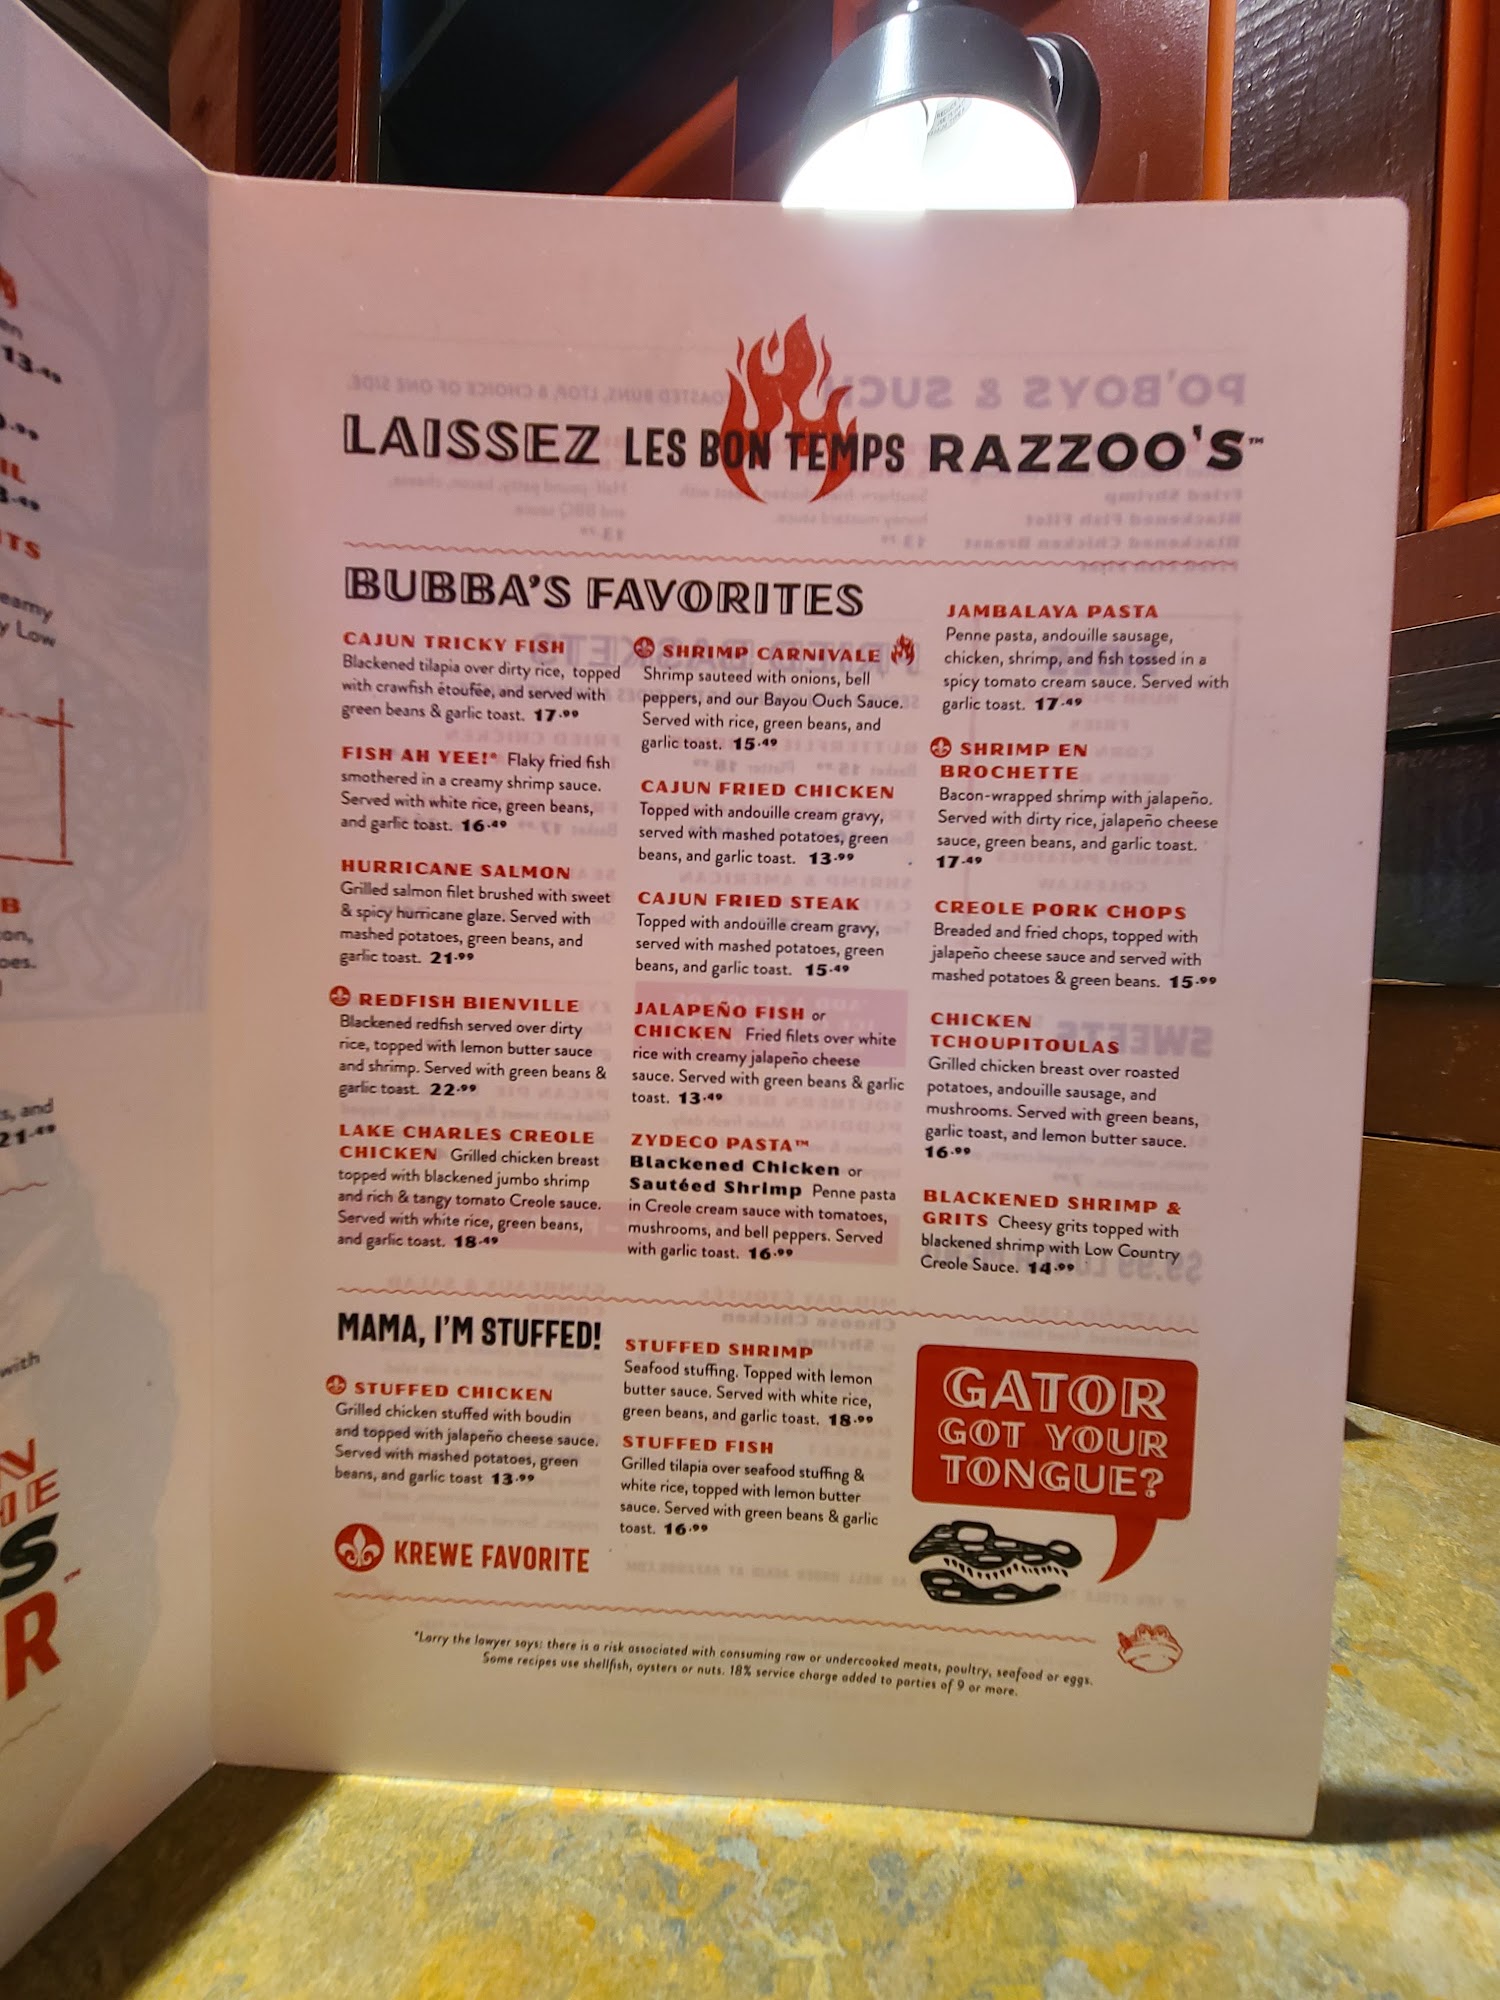 LAISSEZ LES BON TEMPS RAZZOO'S™
BUBBA'S FAVORITES
CAJUN TRICKY FISH
Blackened tilapia over dirty rice, topped
with crawfish étouffée, and served with
green beans & garlic toast. 17.99
FISH AH YEE!* Flaky fried fish
smothered in a creamy shrimp sauce.
Served with white rice, green beans,
and garlic toast. 16.49
HURRICANE SALMON
Grilled salmon filet brushed with sweet
& spicy hurricane glaze. Served with
mashed potatoes, green beans, and
garlic toast. 21.99
REDFISH BIENVILLE
Blackened redfish served over dirty
rice, topped with lemon butter sauce
and shrimp. Served with green beans &
garlic toast. 22.99
LAKE CHARLES CREOLE
CHICKEN Grilled chicken breast
topped with blackened jumbo shrimp
and rich & tangy tomato Creole sauce.
Served with white rice, green beans,
and garlic toast. 18.49
SHRIMP CARNIVALE
Shrimp sauteed with onions, bell
peppers, and our Bayou Ouch Sauce.
Served with rice, green beans, and
garlic toast. 15.49
CAJUN FRIED CHICKEN
Topped with andouille cream gravy,
served with mashed potatoes, green
beans, and garlic toast. 13.99
CAJUN FRIED STEAK
Topped with andouille cream gravy,
served with mashed potatoes, green
beans, and garlic toast. 15.49
JALAPEÑO FISH or
CHICKEN Fried filets over white
rice with creamy jalapeño cheese
sauce. Served with green beans & garlic
toast. 13.49
ZYDECO PASTA™
Blackened Chicken or
Sautéed Shrimp Penne pasta
in Creole cream sauce with tomatoes,
mushrooms, and bell peppers. Served
with garlic toast. 16.99
JAMBALAYA PASTA
Penne pasta, andouille sausage,
chicken, shrimp, and fish tossed in a
spicy tomato cream sauce. Served with
garlic toast. 17.49
SHRIMP EN
BROCHETTE
Bacon-wrapped shrimp with jalapeño.
Served with dirty rice, jalapeño cheese
sauce, green beans, and garlic toast.
17.49
CREOLE PORK CHOPS
Breaded and fried chops, topped with
jalapeño cheese sauce and served with
mashed potatoes & green beans. 15.99
CHICKEN
TCHOUPITOULAS
Grilled chicken breast over roasted
potatoes, andouille sausage, and
mushrooms. Served with green beans,
garlic toast, and lemon butter sauce.
16.99
BLACKENED SHRIMP &
GRITS Cheesy grits topped with
blackened shrimp with Low Country
Creole Sauce. 14.99
MAMA, I'M STUFFED!
STUFFED CHICKEN
Grilled chicken stuffed with boudin
and topped with jalapeño cheese sauce.
Served with mashed potatoes, green
beans, and garlic toast 13.99
KREWE FAVORITE
STUFFED SHRIMP
Seafood stuffing. Topped with lemon
butter sauce. Served with white rice,
green beans, and garlic toast. 18.99
STUFFED FISH
Grilled tilapia over seafood stuffing &
white rice, topped with lemon butter
sauce. Served with green beans & garlic
toast. 16.99
GATOR
GOT YOUR
TONGUE?
*Larry the lawyer says: there is a risk associated with consuming raw or undercooked meats, poultry, seafood or eggs.
Some recipes use shellfish, oysters or nuts. 18% service charge added to parties of 9 or more.